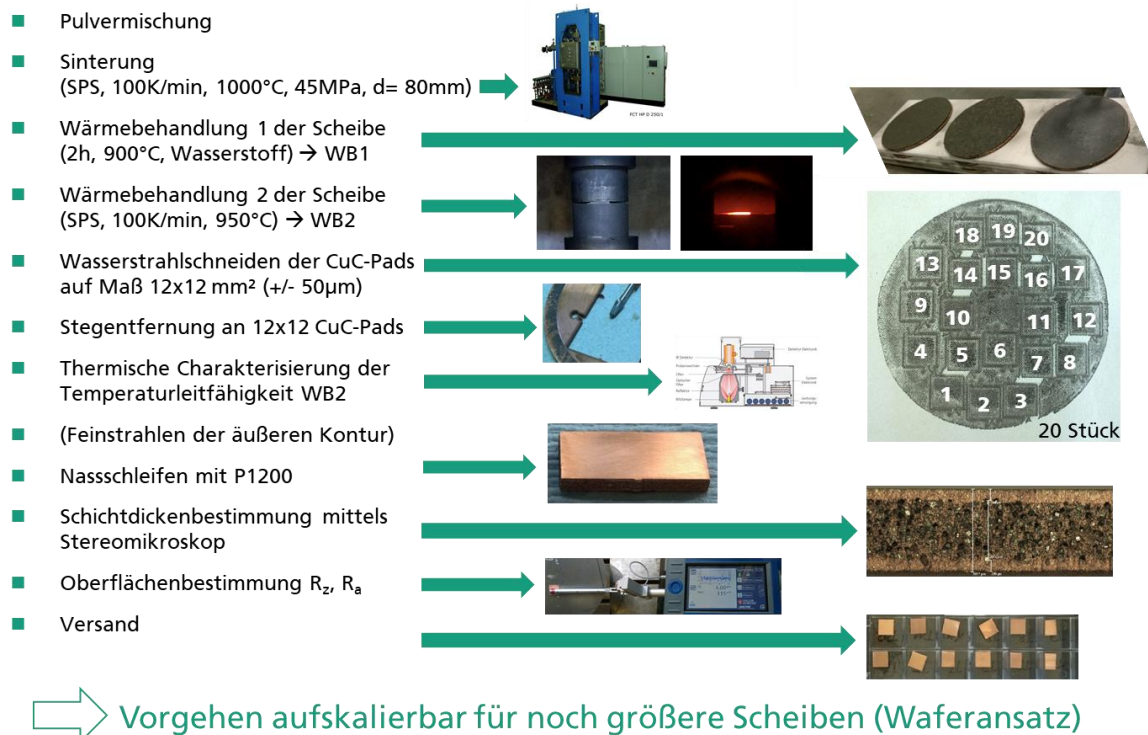 Pulvermischung
Sinterung
(SPS, 100K/min, 1000°C, 45MPa, d= 80mm)
FCT HP D 250/1
Wärmebehandlung 1 der Scheibe
(2h, 900°C, Wasserstoff) → WB1
Wärmebehandlung 2 der Scheibe
(SPS, 100K/min, 950°C) → WB2
Wasserstrahlschneiden der CuC-Pads
auf Maß 12x12 mm² (+/- 50µm)
18 19 20
13 14 15 16 17
9 10 11 12
4 5 6 7 8
1 2 3
20 Stück
Stegentfernung an 12x12 CuC-Pads
Thermische Charakterisierung der
Temperaturleitfähigkeit WB2
(Feinstrahlen der äußeren Kontur)
Nassschleifen mit P1200
Schichtdickenbestimmung mittels
Stereomikroskop
Oberflächenbestimmung Rz, Ra
Versand
Vorgehen aufskalierbar für noch größere Scheiben (Waferansatz)